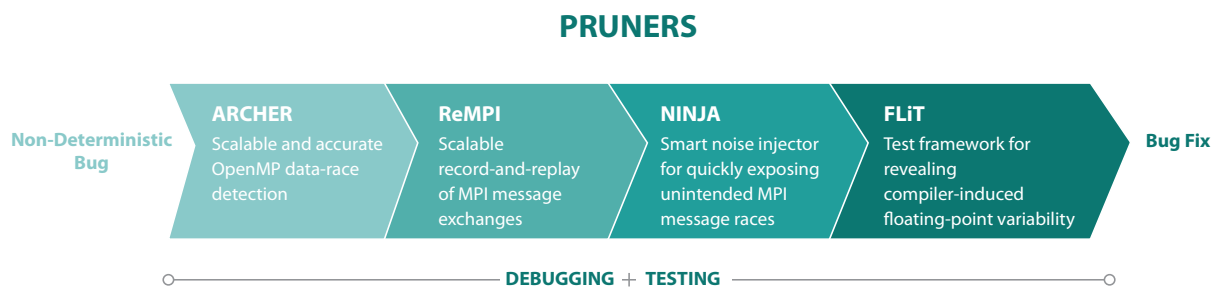 PRUNERS
Non-Deterministic
Bug
ARCHER
Scalable and accurate
OpenMP data-race
detection
ReMPI
Scalable
record-and-replay
of MPI message
exchanges
NINJA
Smart noise injector
for quickly exposing
unintended MPI
message races
FLiT
Test framework for
revealing
compiler-induced
floating-point variability
Bug Fix
DEBUGGING + TESTING